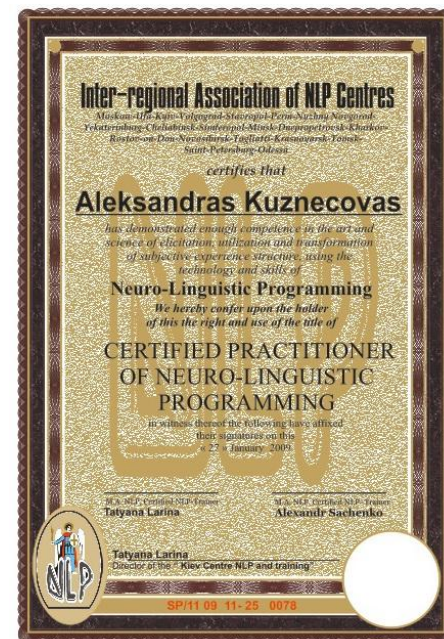 Inter-regional Association of NLP Centres
Moskau-Ufa-Kyiv-Volgograd-Stavropol-Perm-Nyzhny Novgorod-
Yekaterinburg-Cheliabinsk-Simferopol-Minsk-Dnepropetrovsk-Kharkov-
Rostov-on-Don-Novosibirsk-Togliatti-Krasnoyarsk-Tomsk-
Saint-Petersburg-Odessa
certifies that
Aleksandras Kuznecovas
has demonstrated enough competence in the art and
science of elicitation, utilization and transformation
of subjective experience structure, using the
technology and skills of
Neuro-Linguistic Programming
We hereby confer upon the holder
of this the right and use of the title of
CERTIFIED PRACTITIONER
OF NEURO-LINGUISTIC
PROGRAMMING
in witness thereof the following have affixed
their signatures on this
« 27 » January 2009
M.A. NLP, Certified NLP-Trainer
Tatyana Larina
M.A. NLP, Certified NLP-Trainer
Alexandr Sachenko
Tatyana Larina
Director of the " Kiev Centre NLP and training"
NLP
SP/11 09 11- 25 0078